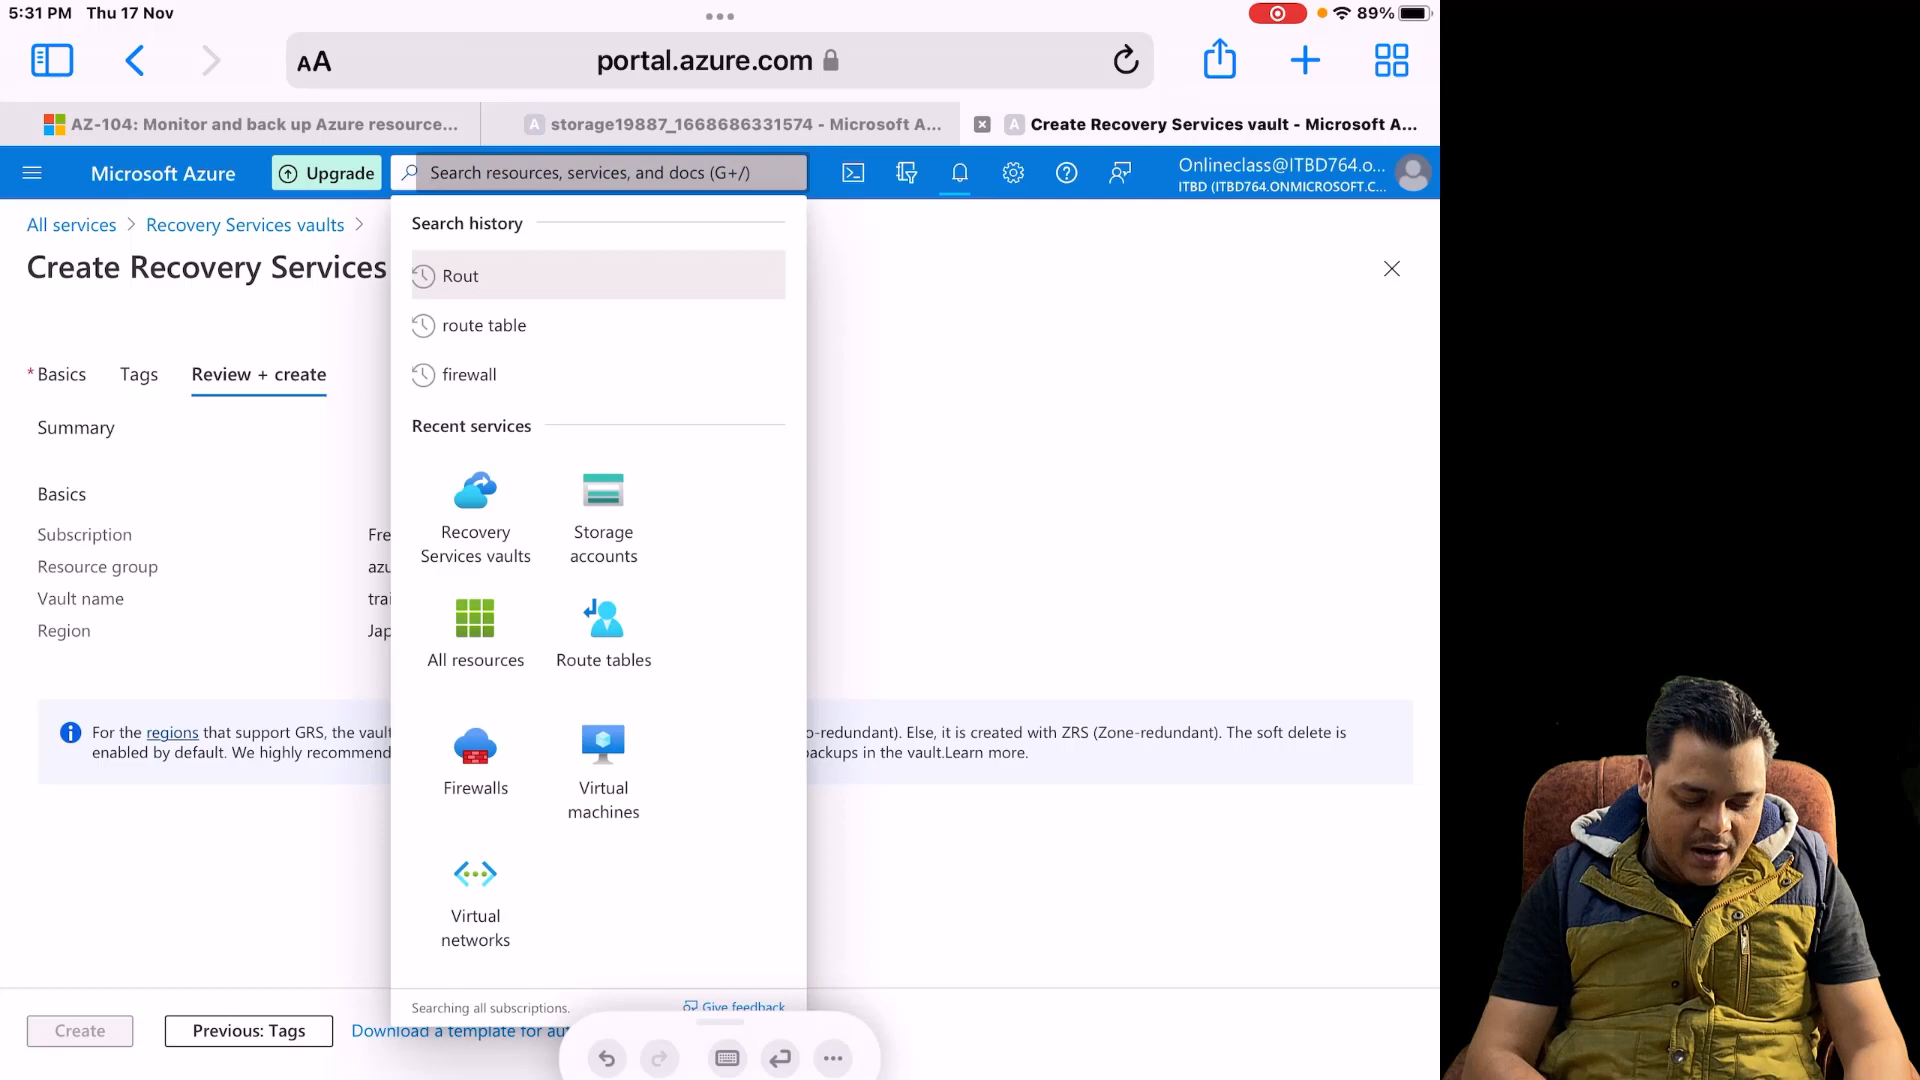 5:31 PM Thu 17 Nov
89%
AA
portal.azure.com
AZ-104: Monitor and back up Azure resource...
storage19887_1668686331574 - Microsoft A...
Create Recovery Services vault - Microsoft A...
Microsoft Azure
Upgrade
Search resources, services, and docs (G+/)
Onlineclass@ITBD764.o...
ITBD (ITBD764.ONMICROSOFT.C...
All services > Recovery Services vaults >
Create Recovery Services
Search history
Rout
route table
firewall
* Basics
Tags
Review + create
Summary
Recent services
Recovery
Services vaults
Storage
accounts
All resources
Route tables
Firewalls
Virtual
machines
Virtual
networks
Basics
Subscription
Fre
Resource group
azu
Vault name
trai
Region
Jap
For the regions that support GRS, the vault
o-redundant). Else, it is created with ZRS (Zone-redundant). The soft delete is
enabled by default. We highly recommend
backups in the vault.Learn more.
Searching all subscriptions.
Give feedback
Create
Previous: Tags
Download a template for aut